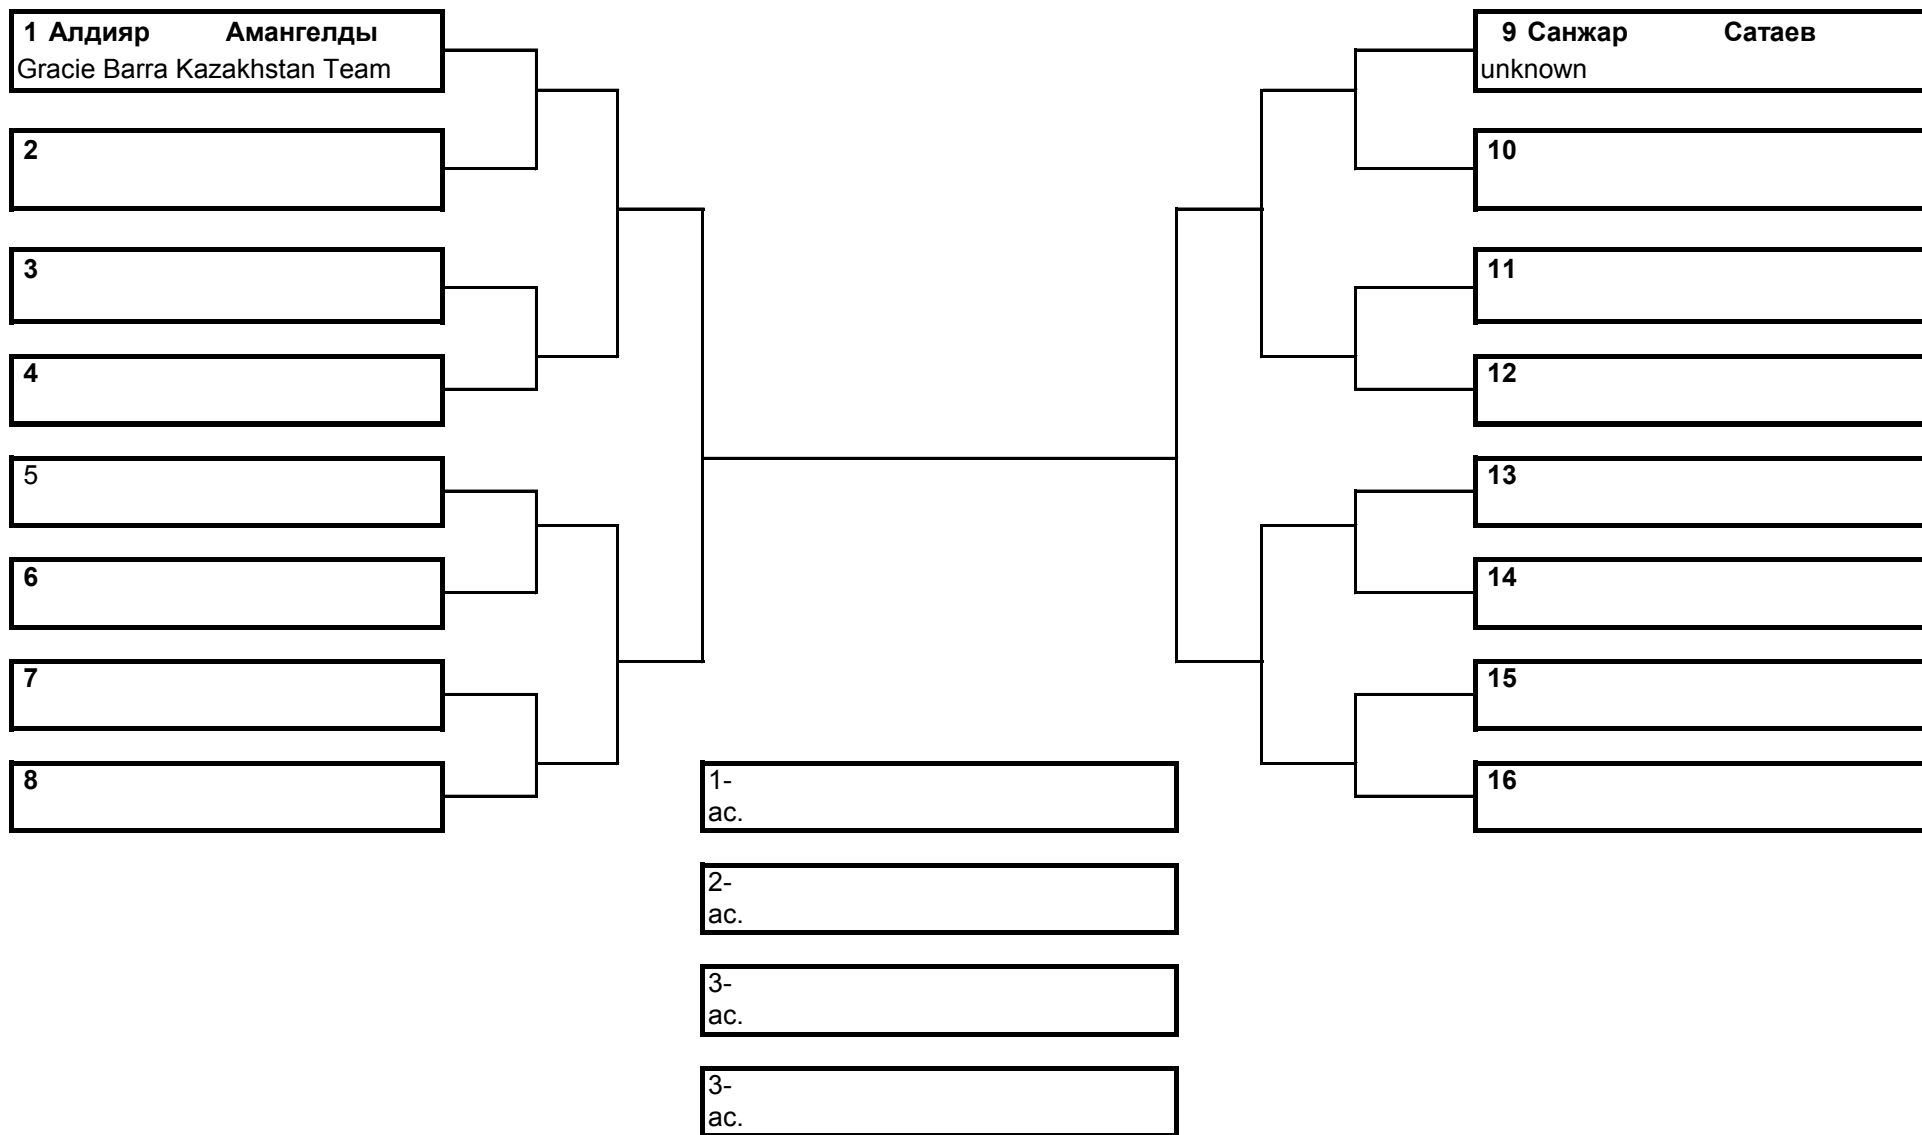 1 Алдияр Амангелды
Gracie Barra Kazakhstan Team
2
3
4
5
6
7
8
9 Санжар Сатаев
unknown
10
11
12
13
14
15
16
1-
ас.
2-
ас.
3-
ас.
3-
ас.